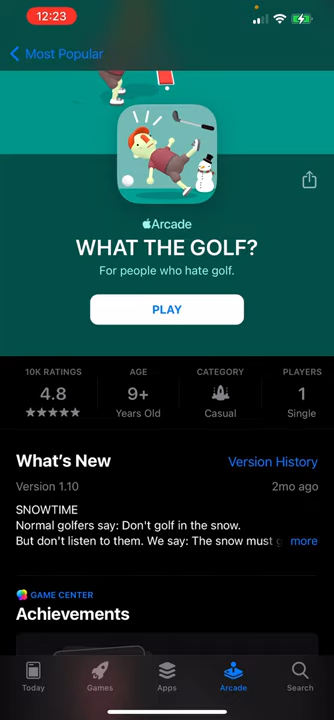 12:23
Most Popular
Arcade
WHAT THE GOLF?
For people who hate golf.
PLAY
10K RATINGS
AGE
CATEGORY
PLAYERS
4.8
9+
1
Years Old
Casual
Single
What's New
Version History
Version 1.10
2mo ago
SNOWTIME
Normal golfers say: Don't golf in the snow.
But don't listen to them. We say: The snow must more
GAME CENTER
Achievements
Today
Games
Apps
Arcade
Search